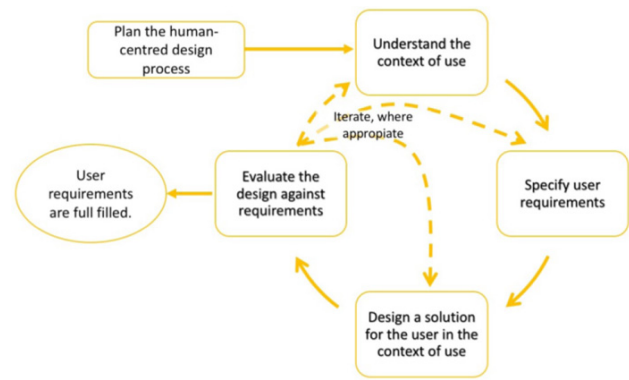 Plan the human-
centred design
process
Understand the
context of use
Iterate, where
appropiate
User
requirements
are full filled.
Evaluate the
design against
requirements
Specify user
requirements
Design a solution
for the user in the
context of use